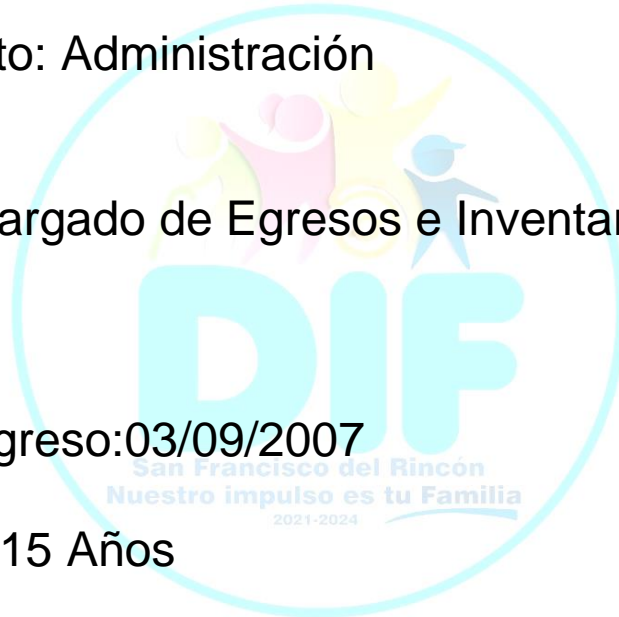 to: Administración
argado de Egresos e Inventar
DIF
greso:03/09/2007
San Francisco del Rincón
Nuestro impulso es tu Familia
2021-2024
15 Años